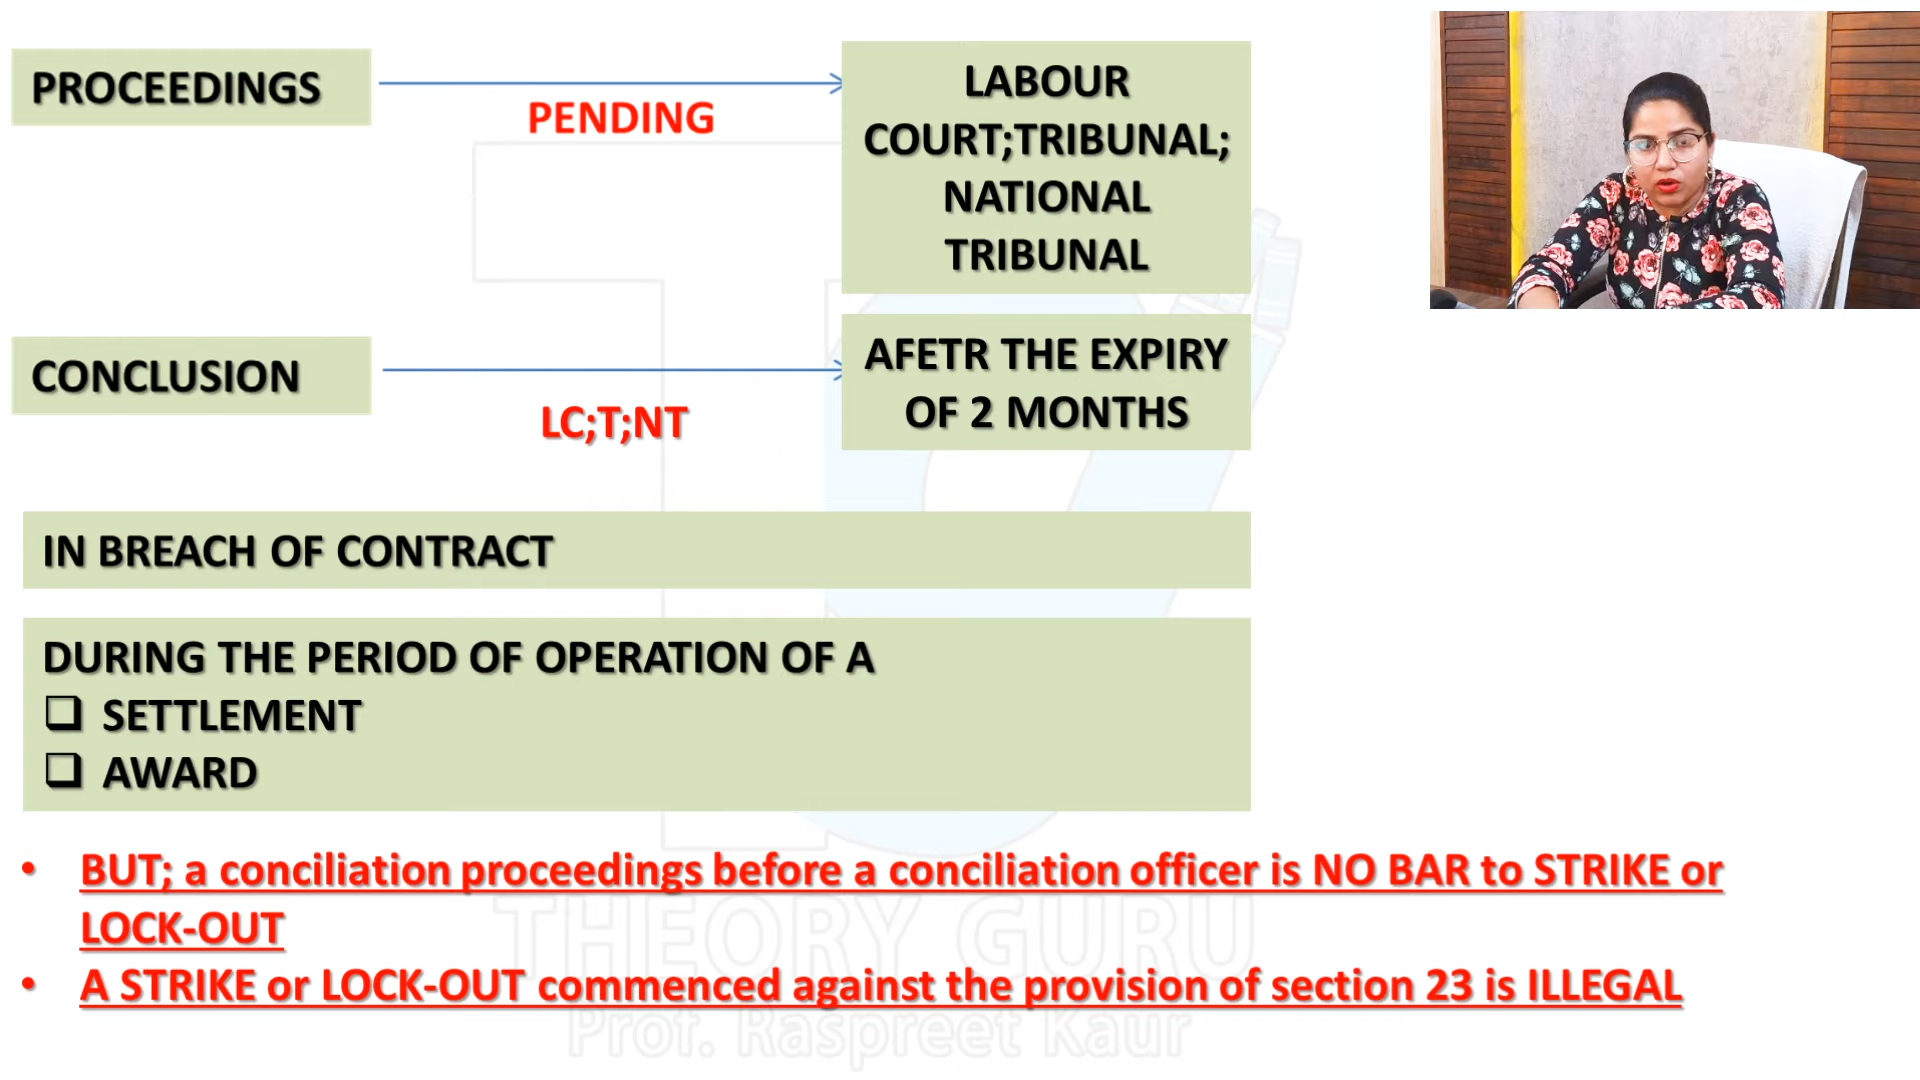 PROCEEDINGS
PENDING
LABOUR
COURT;TRIBUNAL;
NATIONAL
TRIBUNAL
CONCLUSION
LC;T;NT
AFETR THE EXPIRY
OF 2 MONTHS
IN BREACH OF CONTRACT
DURING THE PERIOD OF OPERATION OF A
❑ SETTLEMENT
❑ AWARD
• BUT; a conciliation proceedings before a conciliation officer is NO BAR to STRIKE or
LOCK-OUT
• A STRIKE or LOCK-OUT commenced against the provision of section 23 is ILLEGAL
THEORY GURU
Prof. Raspreet Kaur